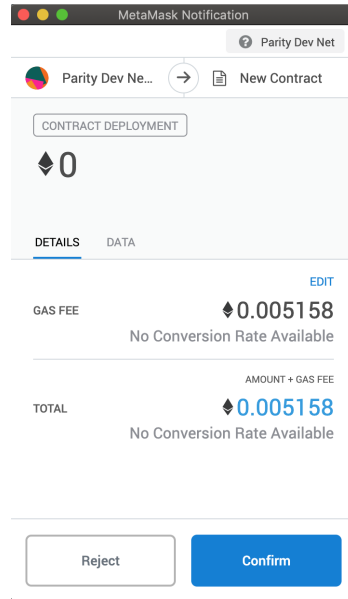 MetaMask Notification
Parity Dev Net
Parity Dev Ne... New Contract
CONTRACT DEPLOYMENT
0
DETAILS DATA
EDIT
GAS FEE 0.005158
No Conversion Rate Available
AMOUNT + GAS FEE
TOTAL 0.005158
No Conversion Rate Available
Reject Confirm